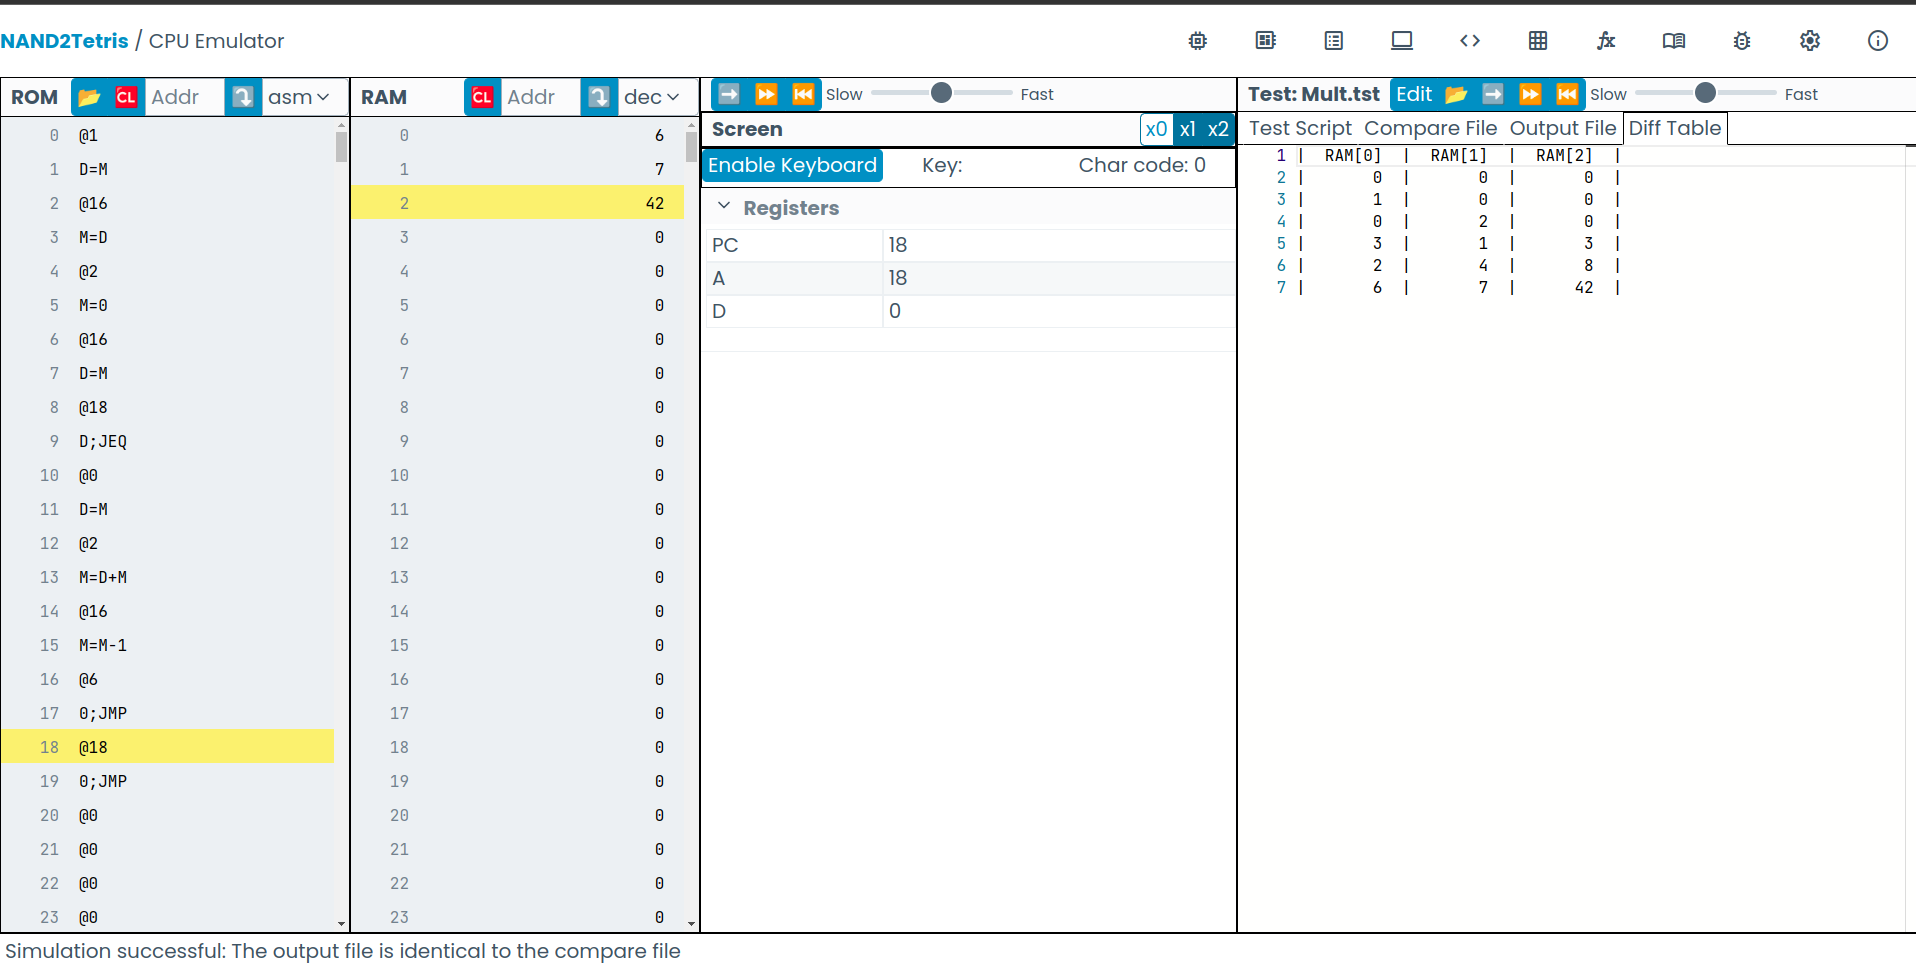 NAND2Tetris / CPU Emulator
ROM CL Addr asm
0 @1
1 D=M
2 @16
3 M=D
4 @2
5 M=0
6 @16
7 D=M
8 @18
9 D;JEQ
10 @0
11 D=M
12 @2
13 M=D+M
14 @16
15 M=M-1
16 @6
17 0;JMP
18 @18
19 0;JMP
20 @0
21 @0
22 @0
23 @0
RAM CL Addr dec
0 6
1 7
2 42
3 0
4 0
5 0
6 0
7 0
8 0
9 0
10 0
11 0
12 0
13 0
14 0
15 0
16 0
17 0
18 0
19 0
20 0
21 0
22 0
23 0
Slow Fast
Screen x0 x1 x2
Enable Keyboard Key: Char code: 0
Registers
PC 18
A 18
D 0
Test: Mult.tst Edit Slow Fast
Test Script Compare File Output File Diff Table
1 | RAM[0] | RAM[1] | RAM[2] |
2 | 0 | 0 | 0 |
3 | 1 | 0 | 0 |
4 | 0 | 2 | 0 |
5 | 3 | 1 | 3 |
6 | 2 | 4 | 8 |
7 | 6 | 7 | 42 |
Simulation successful: The output file is identical to the compare file